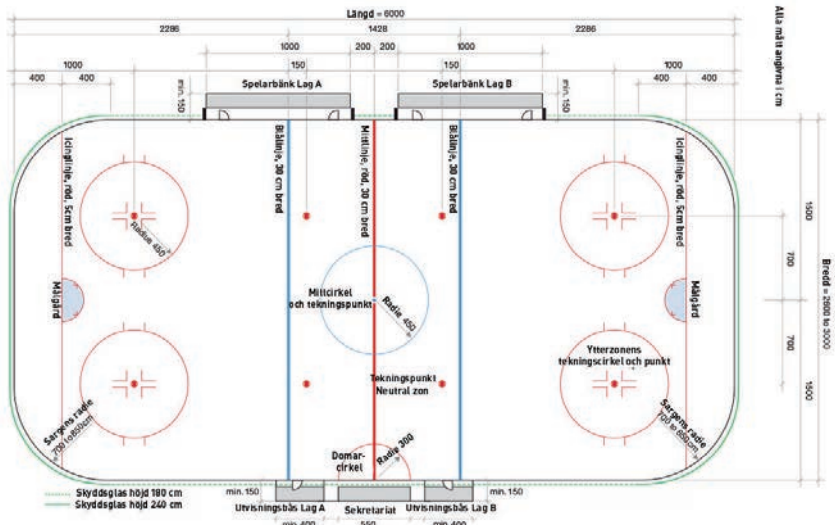 Längd = 6000
2286
1428
2286
1000
200
200
1000
1000
150
150
1000
400
400
400
400
Alla mått angivna i cm
min.150
Spelarbänk Lag A
Spelarbänk Lag B
min.150
Icinglinje, röd, 5cm bred
Blålinje, 30 cm bred
Mittlinje, röd, 30 cm bred
Blålinje, 30 cm bred
Icinglinje, röd, 5cm bred
Radie 450
1500
700
Bredd = 2600 to 3000
Målgård
Mittcirkel
och tekningspunkt
Radie 450
Målgård
700
Ytterzonens
tekningscirkel och punkt
Tekningspunkt
Neutral zon
1500
Sargens radie
700 to 850cm
Domar-
cirkel
Radie 300
Sargens radie
700 to 850cm
Skyddsglas höjd 180 cm
Skyddsglas höjd 240 cm
min.150
min.150
Utvisningsbås Lag A
Sekretariat
Utvisningsbås Lag B
min.400
550
min.400